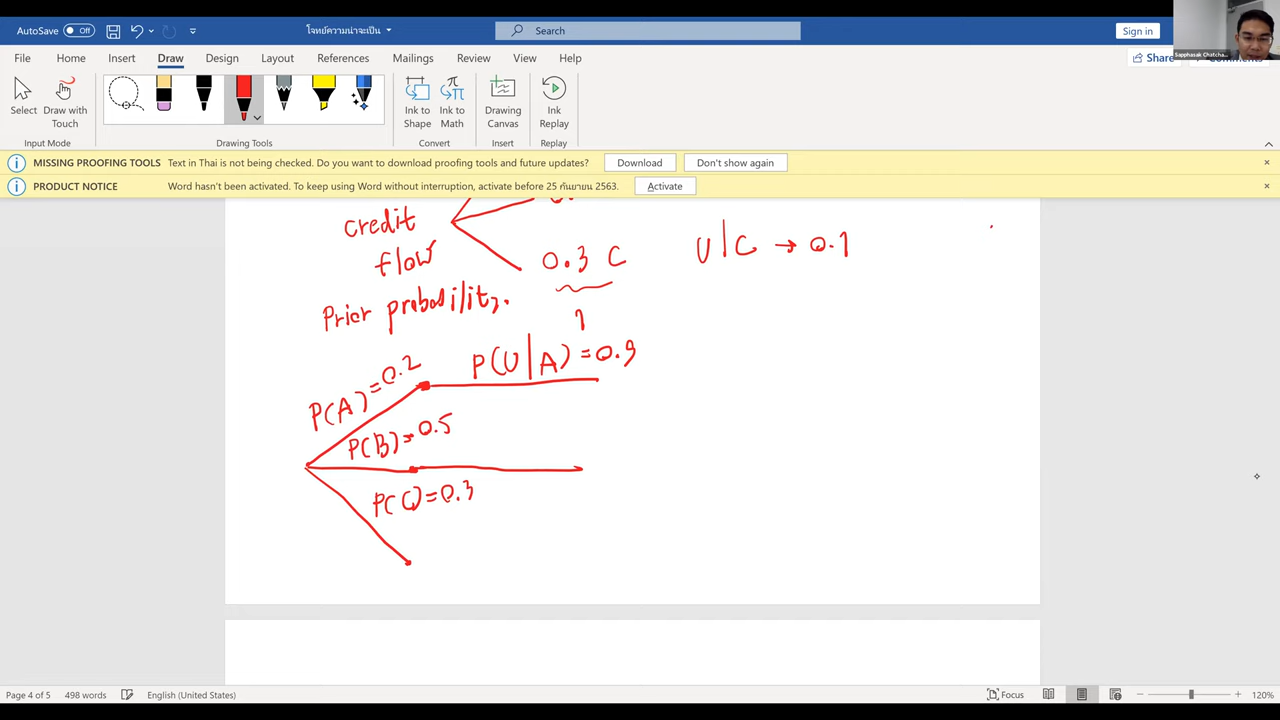 AutoSave Off โจทย์ความน่าจะเป็น Search Sign in
File Home Insert Draw Design Layout References Mailings Review View Help Share Comments
Sapphasak Chatcha...
Select
Draw with Touch
Ink to Shape
Ink to Math
Drawing Canvas
Ink Replay
Input Mode Drawing Tools Convert Insert Replay
MISSING PROOFING TOOLS Text in Thai is not being checked. Do you want to download proofing tools and future updates? Download Don't show again
PRODUCT NOTICE Word hasn't been activated. To keep using Word without interruption, activate before 25 กันยายน 2563. Activate
credit
flow
0.3 C
U|C → 0.1
Prior probability.
1
P(A)=0.2
P(U|A)=0.9
P(B)=0.5
P(C)=0.3
Page 4 of 5 498 words English (United States) Focus 120%